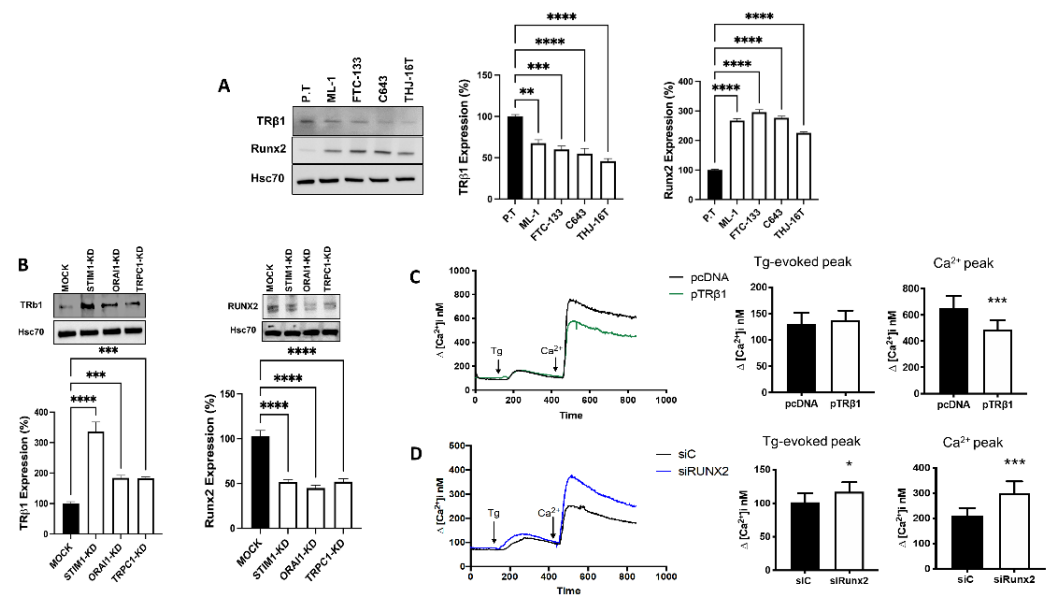 A
P.T
ML-1
FTC-133
C643
THJ-16T
TRβ1
Runx2
Hsc70
TRβ1 Expression (%)
150
100
50
0
**
***
****
****
P.T
ML-1
FTC-133
C643
THJ-16T
Runx2 Expression (%)
400
300
200
100
0
****
****
****
****
P.T
ML-1
FTC-133
C643
THJ-16T
B
MOCK
STIM1-KD
ORAI1-KD
TRPC1-KD
TRb1
Hsc70
***
***
****
TRβ1 Expression (%)
400
300
200
100
0
MOCK
STIM1-KD
ORAI1-KD
TRPC1-KD
MOCK
STIM1-KD
ORAI1-KD
TRPC1-KD
RUNX2
Hsc70
****
****
****
Runx2 Expression (%)
150
100
50
0
MOCK
STIM1-KD
ORAI1-KD
TRPC1-KD
C
Δ [Ca²⁺]i nM
1000
800
600
400
200
0
Tg
Ca²⁺
0 200 400 600 800 1000
Time
pcDNA
pTRβ1
Tg-evoked peak
Δ [Ca²⁺]i nM
200
150
100
50
0
pcDNA pTRβ1
Ca²⁺ peak
Δ [Ca²⁺]i nM
800
600
400
200
0
***
pcDNA pTRβ1
D
Δ [Ca²⁺]i nM
500
400
300
200
100
0
Tg
Ca²⁺
0 200 400 600 800 1000
Time
siC
siRUNX2
Tg-evoked peak
Δ [Ca²⁺]i nM
150
100
50
0
*
siC siRunx2
Ca²⁺ peak
Δ [Ca²⁺]i nM
400
300
200
100
0
***
siC siRunx2